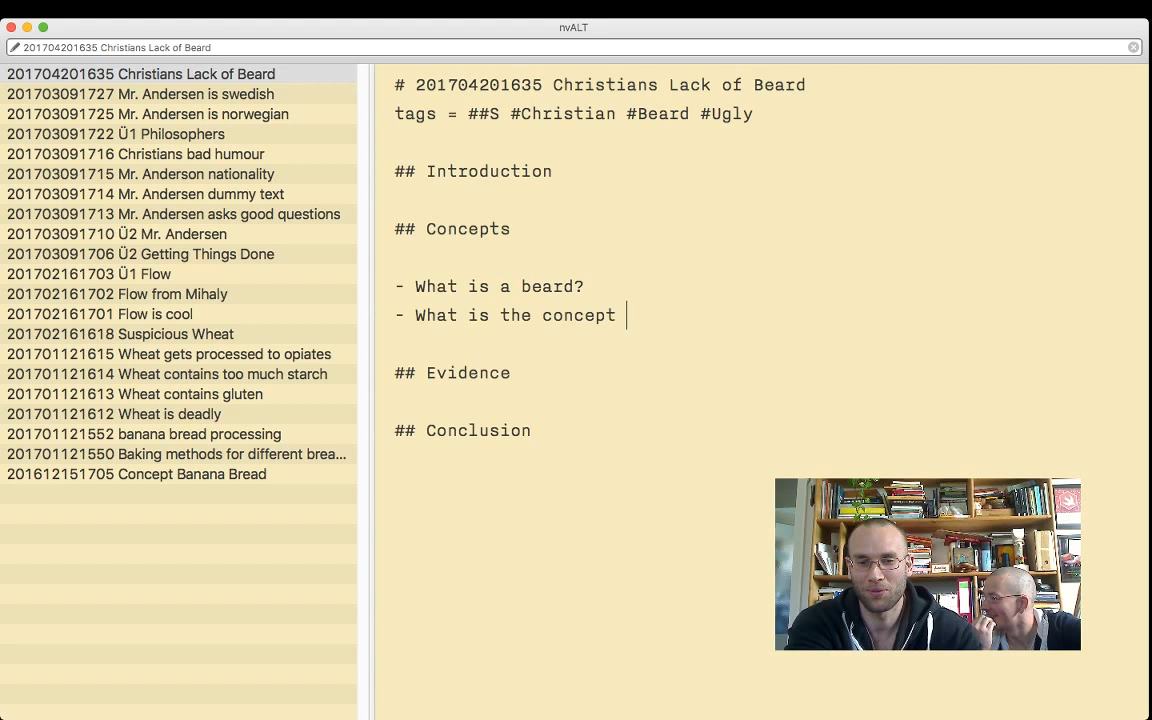 nvALT
201704201635 Christians Lack of Beard
201704201635 Christians Lack of Beard
201703091727 Mr. Andersen is swedish
201703091725 Mr. Andersen is norwegian
201703091722 Ü1 Philosophers
201703091716 Christians bad humour
201703091715 Mr. Anderson nationality
201703091714 Mr. Andersen dummy text
201703091713 Mr. Andersen asks good questions
201703091710 Ü2 Mr. Andersen
201703091706 Ü2 Getting Things Done
201702161703 Ü1 Flow
201702161702 Flow from Mihaly
201702161701 Flow is cool
201702161618 Suspicious Wheat
201701121615 Wheat gets processed to opiates
201701121614 Wheat contains too much starch
201701121613 Wheat contains gluten
201701121612 Wheat is deadly
201701121552 banana bread processing
201701121550 Baking methods for different brea...
201612151705 Concept Banana Bread
# 201704201635 Christians Lack of Beard
tags = ##S #Christian #Beard #Ugly
## Introduction
## Concepts
- What is a beard?
- What is the concept
## Evidence
## Conclusion